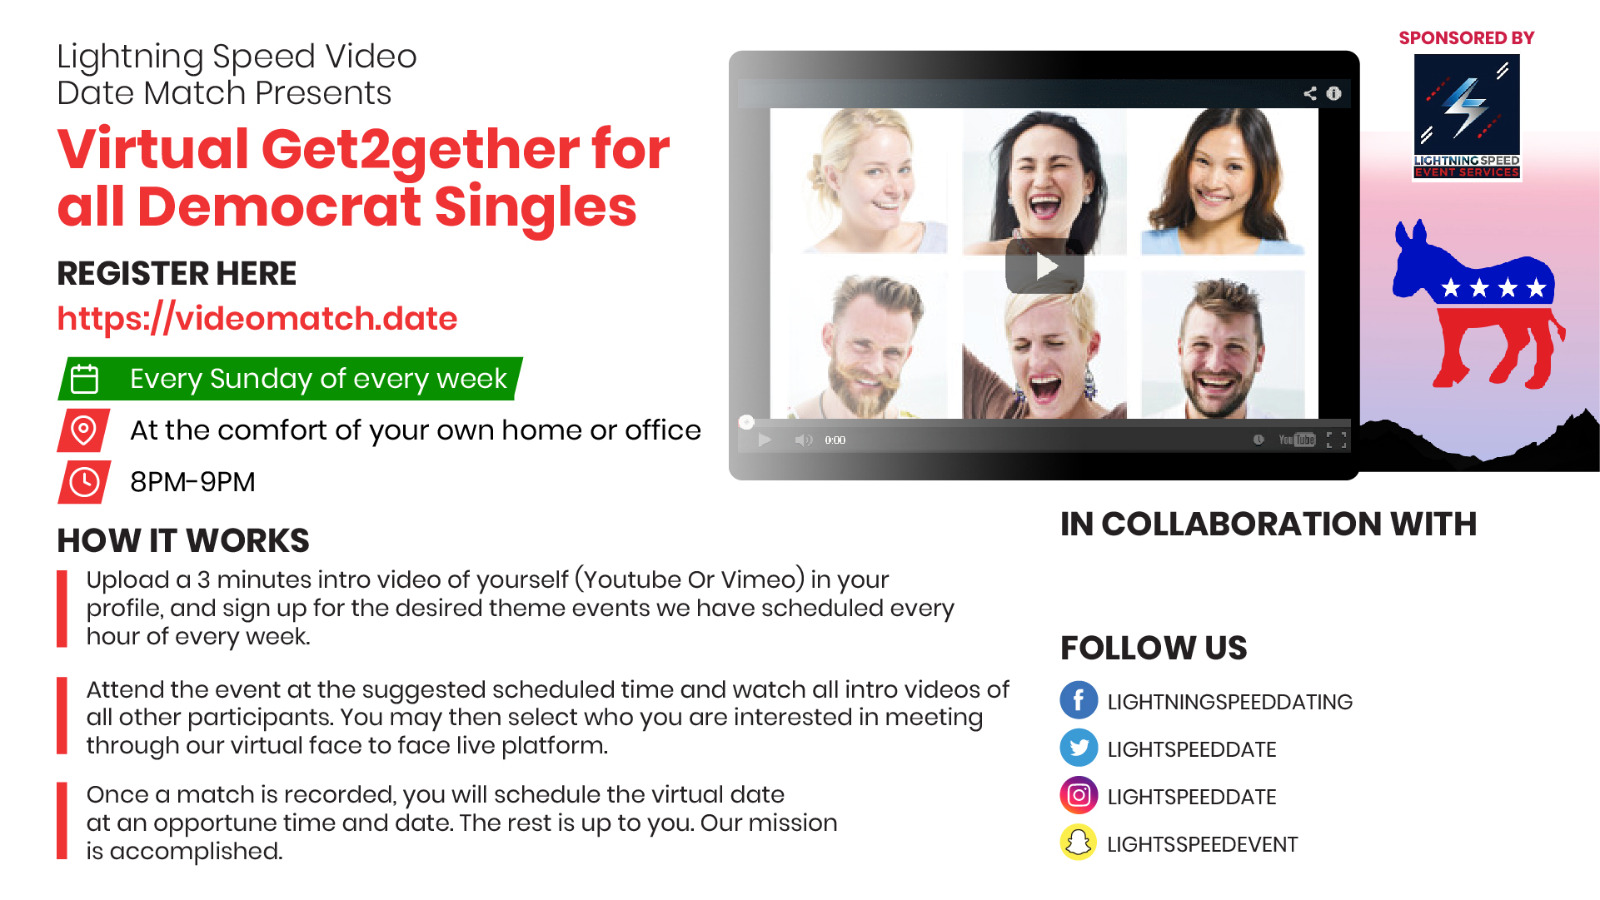 Lightning Speed Video
Date Match Presents
Virtual Get2gether for
all Democrat Singles
REGISTER HERE
https://videomatch.date
Every Sunday of every week
At the comfort of your own home or office
8PM-9PM
HOW IT WORKS
Upload a 3 minutes intro video of yourself (Youtube Or Vimeo) in your
profile, and sign up for the desired theme events we have scheduled every
hour of every week.
Attend the event at the suggested scheduled time and watch all intro videos of
all other participants. You may then select who you are interested in meeting
through our virtual face to face live platform.
Once a match is recorded, you will schedule the virtual date
at an opportune time and date. The rest is up to you. Our mission
is accomplished.
0:00
YouTube
SPONSORED BY
LIGHTNING SPEED
EVENT SERVICES
IN COLLABORATION WITH
FOLLOW US
LIGHTNINGSPEEDDATING
LIGHTSPEEDDATE
LIGHTSPEEDDATE
LIGHTSSPEEDEVENT